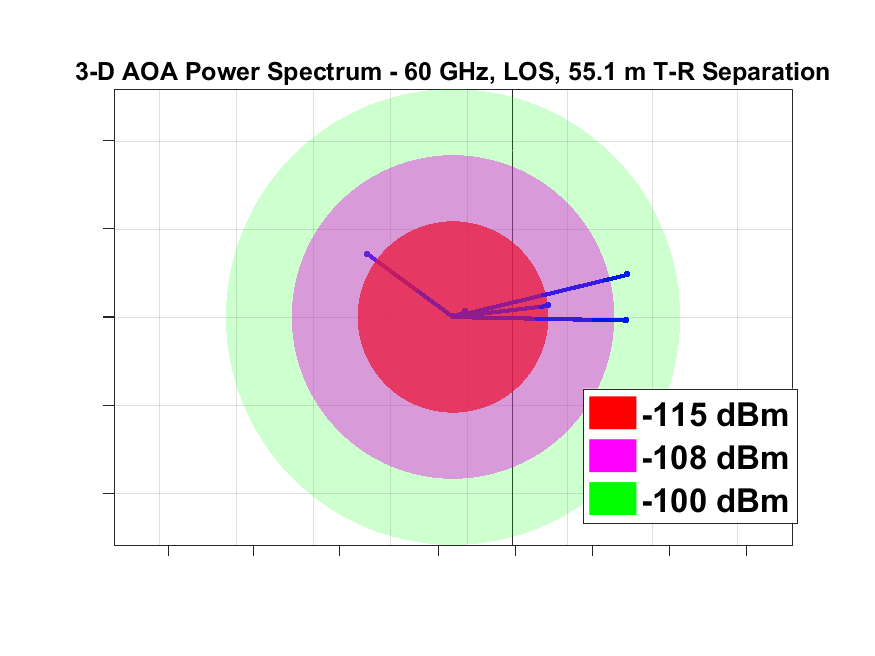 3-D AOA Power Spectrum - 60 GHz, LOS, 55.1 m T-R Separation
-115 dBm
-108 dBm
-100 dBm